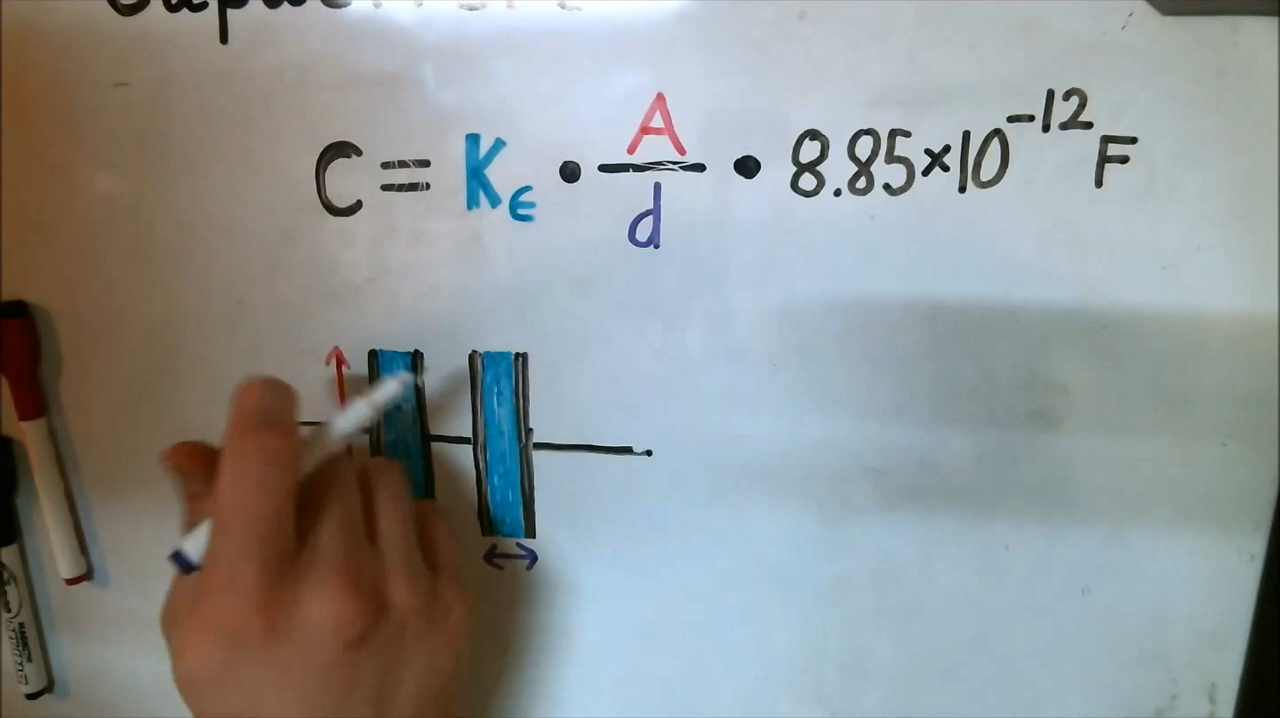 C = Kε • A/d • 8.85×10⁻¹² F